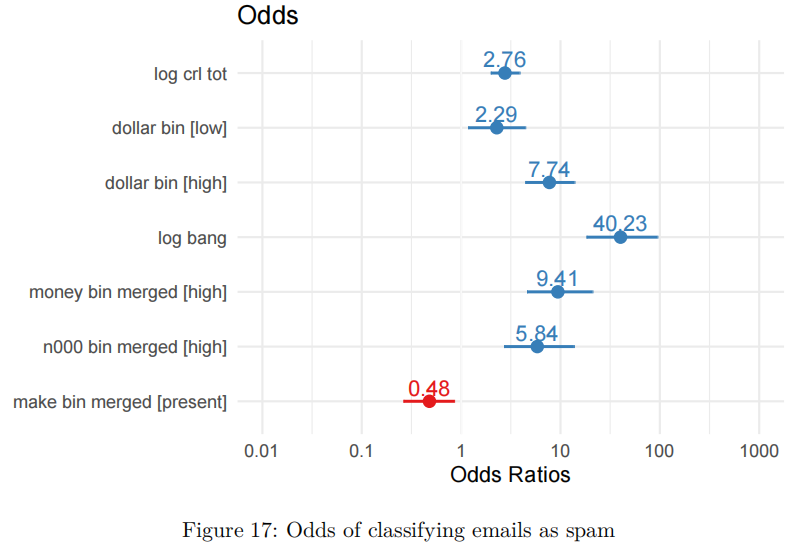 Odds
log crl tot
2.76
dollar bin [low]
2.29
dollar bin [high]
7.74
log bang
40.23
money bin merged [high]
9.41
n000 bin merged [high]
5.84
make bin merged [present]
0.48
0.01 0.1 1 10 100 1000
Odds Ratios
Figure 17: Odds of classifying emails as spam